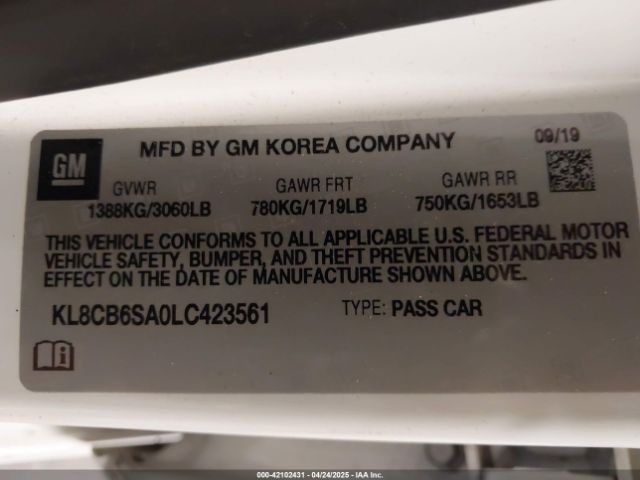 GM
MFD BY GM KOREA COMPANY
09/19
GVWR GAWR FRT GAWR RR
1388KG/3060LB 780KG/1719LB 750KG/1653LB
THIS VEHICLE CONFORMS TO ALL APPLICABLE U.S. FEDERAL MOTOR
VEHICLE SAFETY, BUMPER, AND THEFT PREVENTION STANDARDS IN
EFFECT ON THE DATE OF MANUFACTURE SHOWN ABOVE.
KL8CB6SA0LC423561 TYPE: PASS CAR
000-42102431 - 04/24/2025 - IAA Inc.